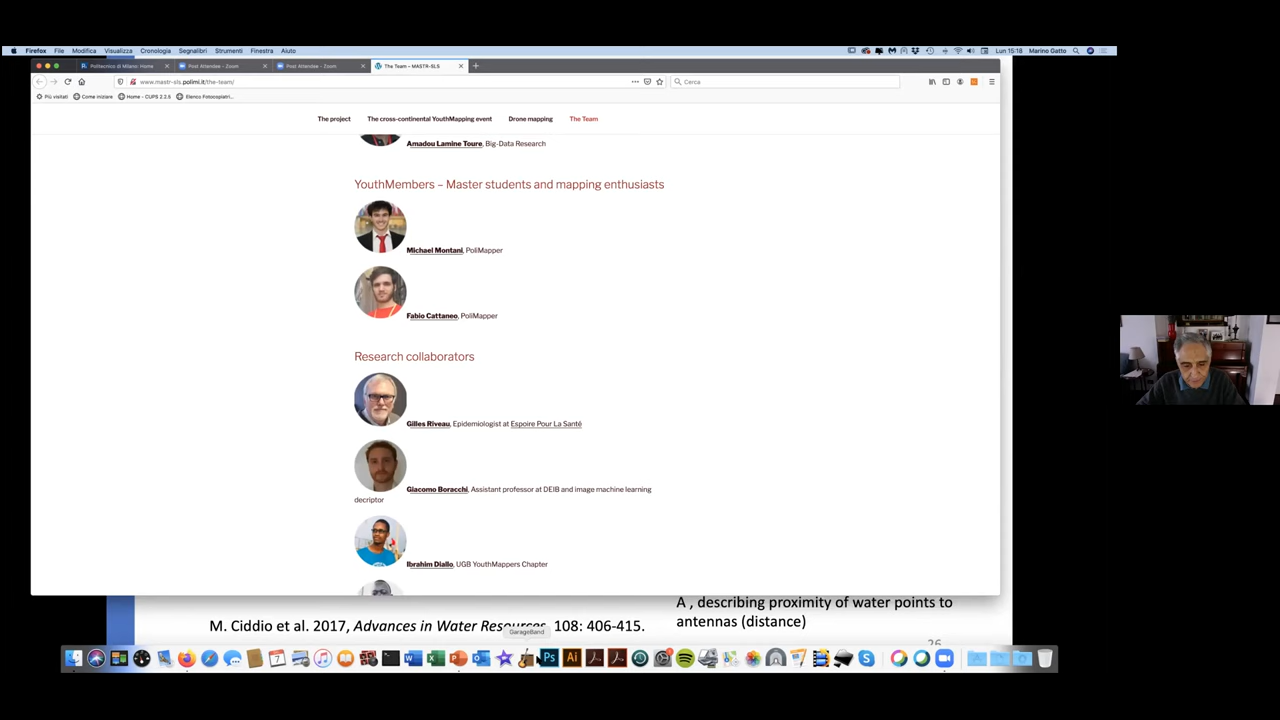 Firefox File Modifica Visualizza Cronologia Segnalibri Strumenti Finestra Aiuto Lun 15:18 Marino Gatto
Politecnico di Milano: Home Post Attendee - Zoom Post Attendee - Zoom The Team – MASTR-SLS
www.mastr-sls.polimi.it/the-team/ Cerca
Più visitati Come iniziare Home - CUPS 2.2.5 Elenco Fotocopiatri...
The project The cross-continental YouthMapping event Drone mapping The Team
Amadou Lamine Toure, Big-Data Research
YouthMembers – Master students and mapping enthusiasts
Michael Montani, PoliMapper
Fabio Cattaneo, PoliMapper
Research collaborators
Gilles Riveau, Epidemiologist at Espoire Pour La Santé
Giacomo Boracchi, Assistant professor at DEIB and image machine learning
decriptor
Ibrahim Diallo, UGB YouthMappers Chapter
A , describing proximity of water points to
antennas (distance)
M. Ciddio et al. 2017, Advances in Water Resources, 108: 406-415.
GarageBand
26
7